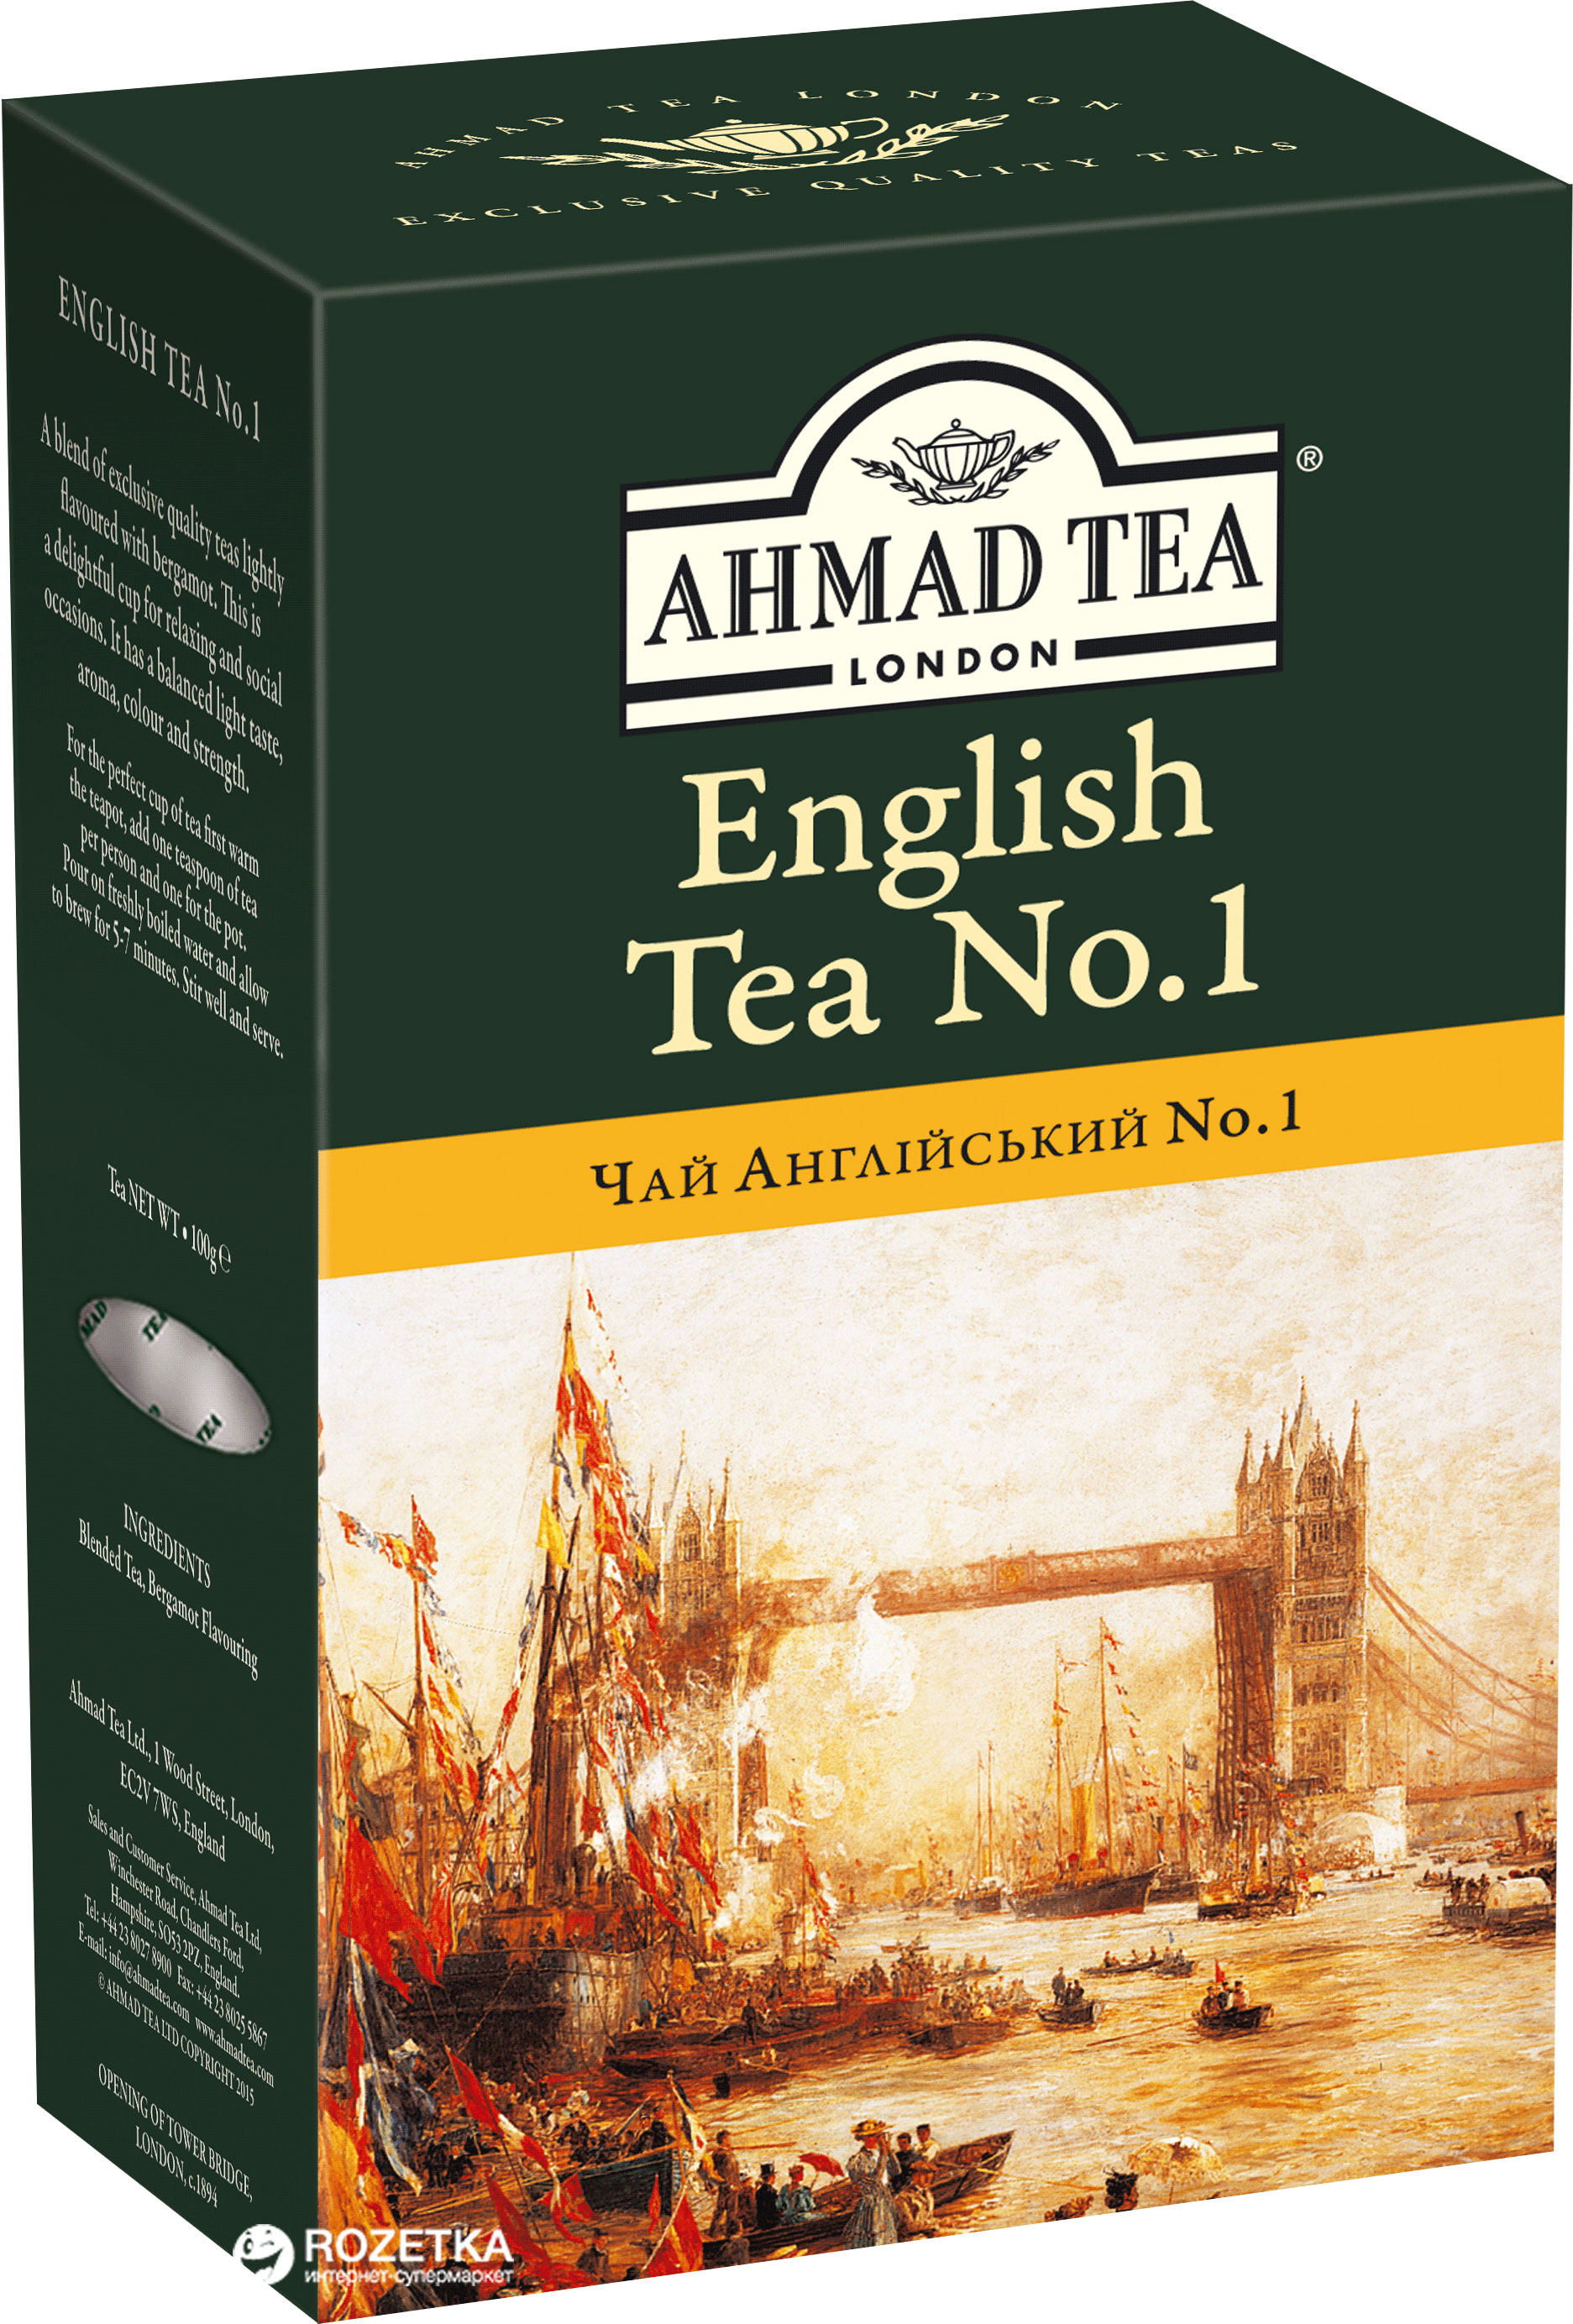 AHMAD TEA LONDON
EXCLUSIVE QUALITY TEAS
AHMAD TEA ®
LONDON
English
Tea No.1
Чай Англійський No.1
ENGLISH TEA No.1
A blend of exclusive quality teas lightly
flavoured with bergamot. This is
a delightful cup for relaxing and social
occasions. It has a balanced light taste,
aroma, colour and strength.
For the perfect cup of tea first warm
the teapot, add one teaspoon of tea
per person and one for the pot.
Pour on freshly boiled water and allow
to brew for 5-7 minutes. Stir well and serve.
Tea NET WT • 100g ℮
MAD TEA
TEA
INGREDIENTS
Blended Tea, Bergamot Flavouring
Ahmad Tea Ltd., 1 Wood Street, London,
EC2V 7WS, England
Sales and Customer Service, Ahmad Tea Ltd,
Winchester Road, Chandlers Ford,
Hampshire, SO53 2PZ, England.
Tel: +44 23 8027 8900 Fax: +44 23 8025 5867
E-mail: info@ahmadtea.com www.ahmadtea.com
© AHMAD TEA LTD COPYRIGHT 2015
OPENING OF TOWER BRIDGE,
LONDON, c.1894
ROZETKA
интернет-супермаркет